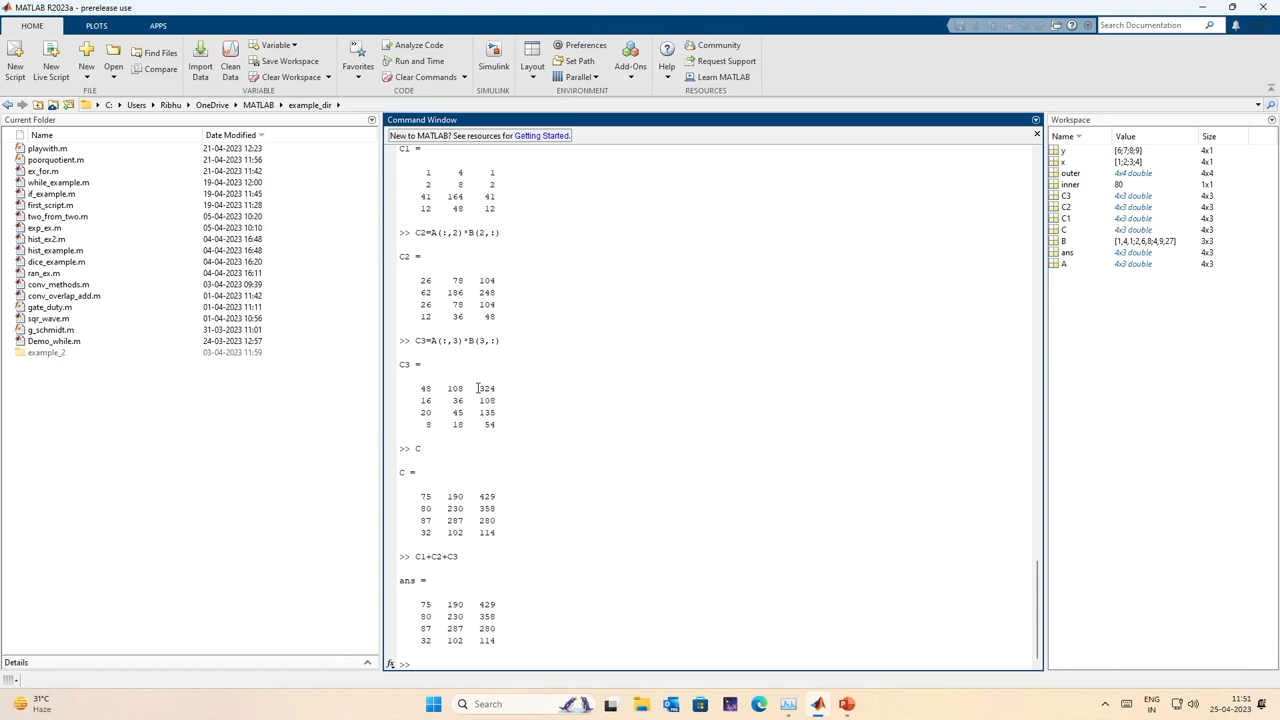 MATLAB R2023a - prerelease use
HOME PLOTS APPS
Search Documentation
New Script
New Live Script
New
Open
Find Files
Compare
Import Data
Clean Data
Variable
Save Workspace
Clear Workspace
Favorites
Analyze Code
Run and Time
Clear Commands
Simulink
Layout
Preferences
Set Path
Parallel
Add-Ons
Help
Community
Request Support
Learn MATLAB
FILE VARIABLE CODE SIMULINK ENVIRONMENT RESOURCES
C: Users Ribhu OneDrive MATLAB example_dir
Current Folder
Name Date Modified
playwith.m 21-04-2023 12:23
poorquotient.m 21-04-2023 11:56
ex_for.m 21-04-2023 11:42
while_example.m 19-04-2023 12:00
if_example.m 19-04-2023 11:45
first_script.m 19-04-2023 11:28
two_from_two.m 05-04-2023 10:20
exp_ex.m 05-04-2023 10:10
hist_ex2.m 04-04-2023 16:48
hist_example.m 04-04-2023 16:48
dice_example.m 04-04-2023 16:20
ran_ex.m 04-04-2023 16:11
conv_methods.m 03-04-2023 09:39
conv_overlap_add.m 01-04-2023 11:42
gate_duty.m 01-04-2023 11:11
sqr_wave.m 01-04-2023 10:56
g_schmidt.m 31-03-2023 11:01
Demo_while.m 24-03-2023 12:57
example_2 03-04-2023 11:59
Details
Command Window
New to MATLAB? See resources for Getting Started.
C1 =
1 4 1
2 8 2
41 164 41
12 48 12
>> C2=A(:,2)*B(2,:)
C2 =
26 78 104
62 186 248
26 78 104
12 36 48
>> C3=A(:,3)*B(3,:)
C3 =
48 108 324
16 36 108
20 45 135
8 18 54
>> C
C =
75 190 429
80 230 358
87 287 280
32 102 114
>> C1+C2+C3
ans =
75 190 429
80 230 358
87 287 280
32 102 114
fx >>
Workspace
Name Value Size
y [6;7;8;9] 4x1
x [1;2;3;4] 4x1
outer 4x4 double 4x4
inner 80 1x1
C3 4x3 double 4x3
C2 4x3 double 4x3
C1 4x3 double 4x3
C 4x3 double 4x3
B [1,4,1;2,6,8;4,9,27] 3x3
ans 4x3 double 4x3
A 4x3 double 4x3
31°C
Haze
Search
ENG
IN
11:51
25-04-2023